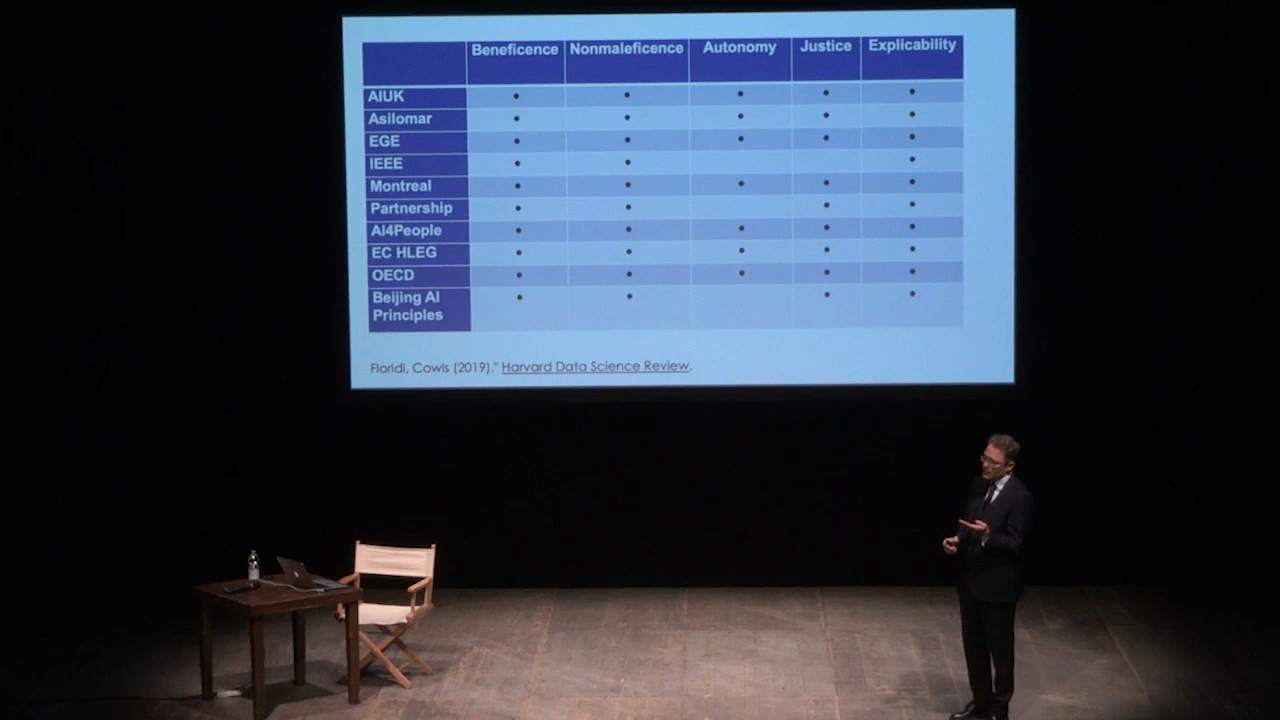 Beneficence Nonmaleficence Autonomy Justice Explicability
AIUK • • • • •
Asilomar • • • • •
EGE • • • • •
IEEE • • •
Montreal • • • • •
Partnership • • • •
AI4People • • • • •
EC HLEG • • • • •
OECD • • • • •
Beijing AI • • • •
Principles
Floridi, Cowls (2019)." Harvard Data Science Review.